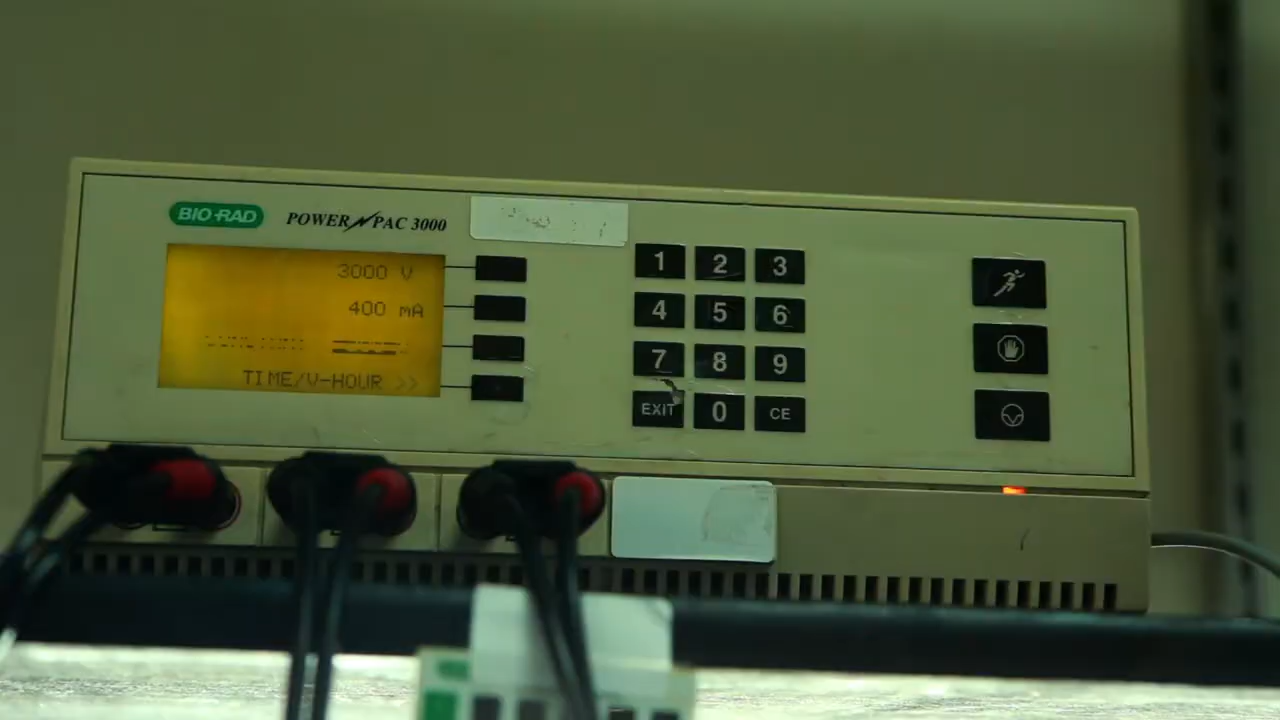 BIO-RAD
POWER PAC 3000
3000 V
400 mA
TIME/V-HOUR >>
1 2 3
4 5 6
7 8 9
EXIT 0 CE